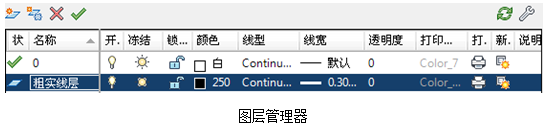 状 名称 开. 冻结 锁... 颜色 线型 线宽 透明度 打印... 打. 新. 说明
0 白 Continu... 默认 0 Color_7
粗实线层 250 Continu... 0.30... 0 Color_2
图层管理器